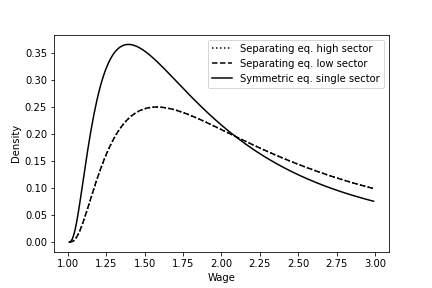 Separating eq. high sector
Separating eq. low sector
Symmetric eq. single sector
0.35
0.30
0.25
0.20
0.15
0.10
0.05
0.00
Density
1.00 1.25 1.50 1.75 2.00 2.25 2.50 2.75 3.00
Wage